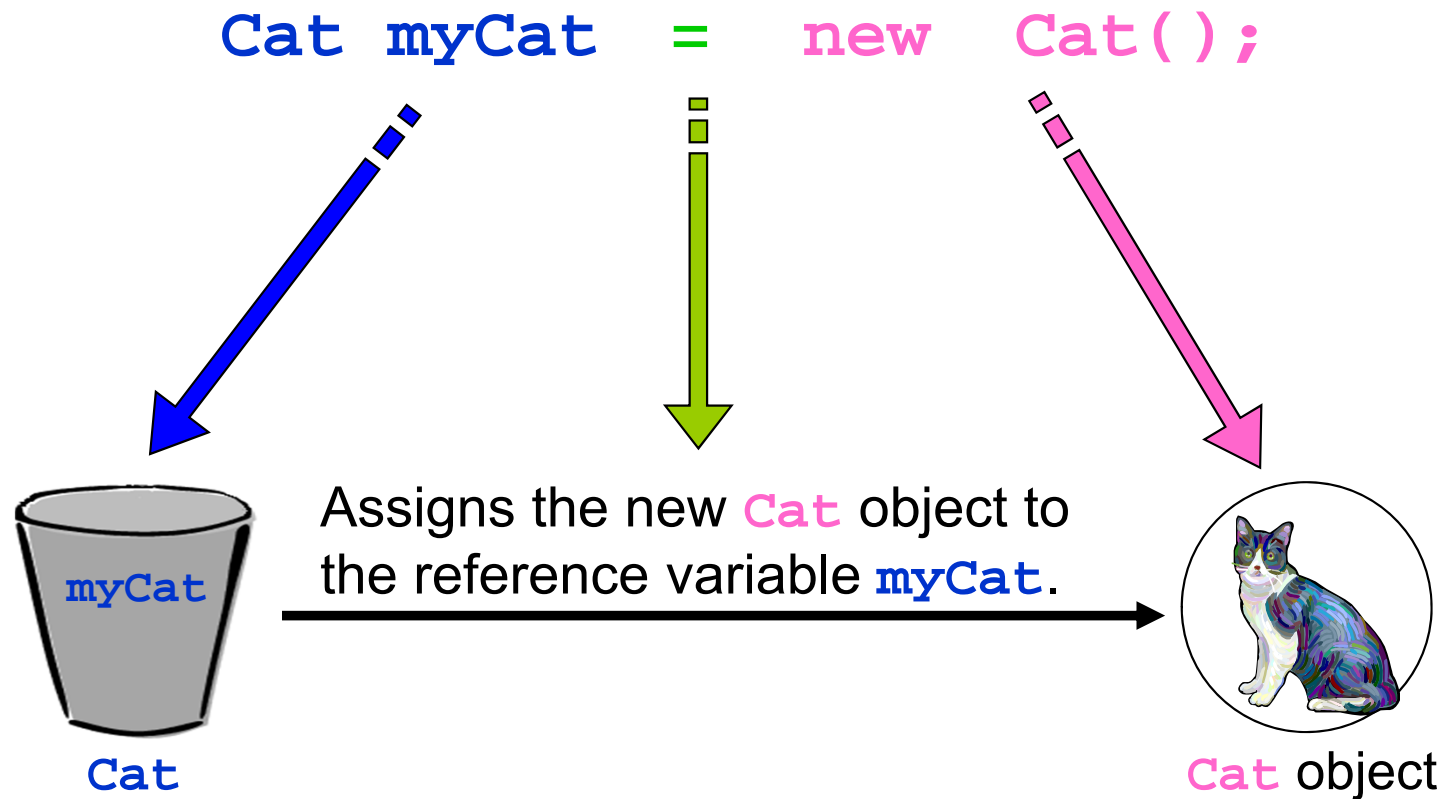 Cat myCat = new Cat();
Assigns the new Cat object to
the reference variable myCat.
myCat
Cat
Cat object